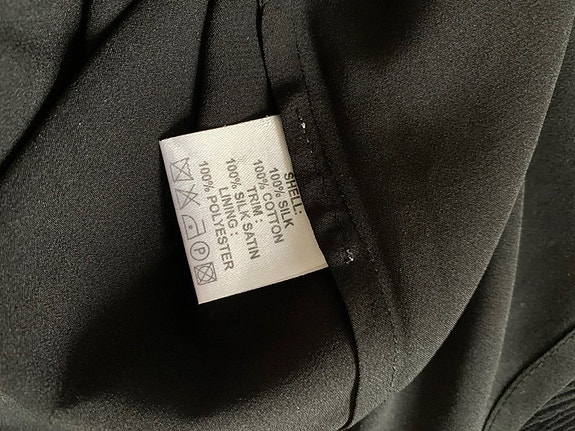 SHELL:
100% SILK
100% COTTON
TRIM :
100% SILK SATIN
LINING :
100% POLYESTER
P